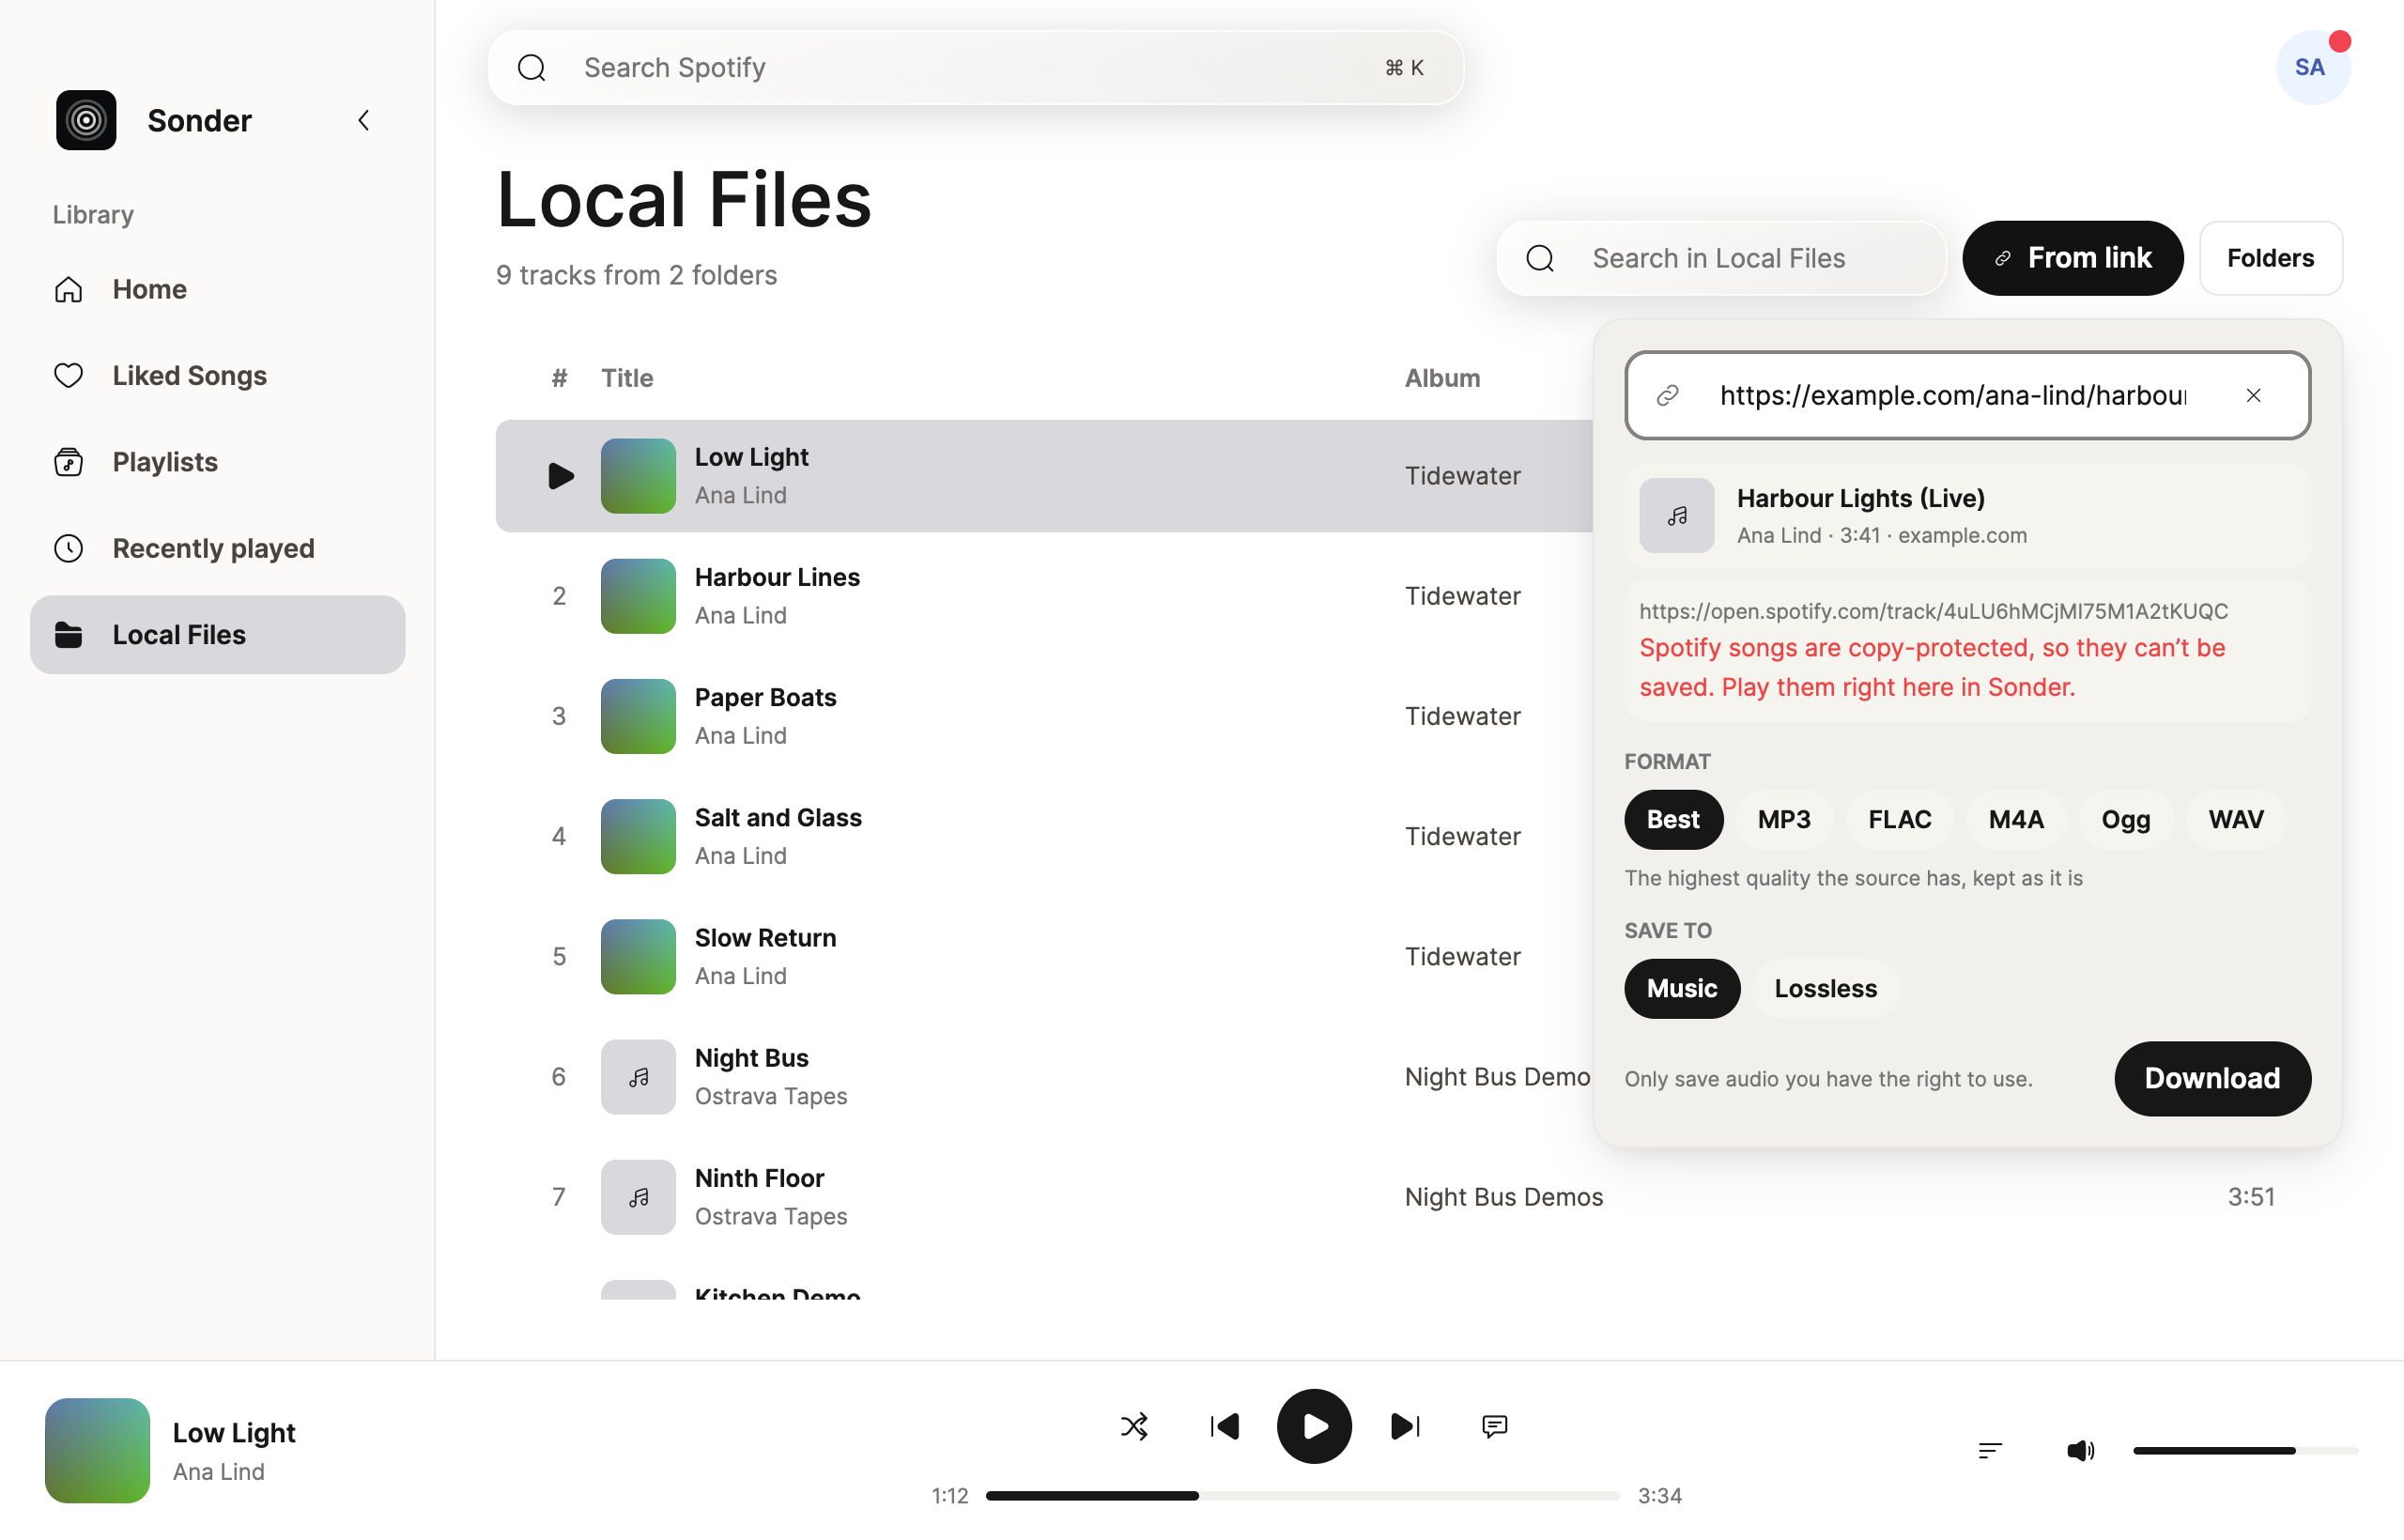 Sonder
Library
Home
Liked Songs
Playlists
Recently played
Local Files
Search Spotify
⌘ K
SA
Local Files
9 tracks from 2 folders
Search in Local Files
From link
Folders
# Title Album
Low Light
Ana Lind
Tidewater
2
Harbour Lines
Ana Lind
Tidewater
3
Paper Boats
Ana Lind
Tidewater
4
Salt and Glass
Ana Lind
Tidewater
5
Slow Return
Ana Lind
Tidewater
6
Night Bus
Ostrava Tapes
Night Bus Demo
7
Ninth Floor
Ostrava Tapes
Night Bus Demos
3:51
Kitchen Demo
https://example.com/ana-lind/harbour
Harbour Lights (Live)
Ana Lind · 3:41 · example.com
https://open.spotify.com/track/4uLU6hMCjMI75M1A2tKUQC
Spotify songs are copy-protected, so they can’t be
saved. Play them right here in Sonder.
FORMAT
Best MP3 FLAC M4A Ogg WAV
The highest quality the source has, kept as it is
SAVE TO
Music Lossless
Only save audio you have the right to use.
Download
Low Light
Ana Lind
1:12
3:34